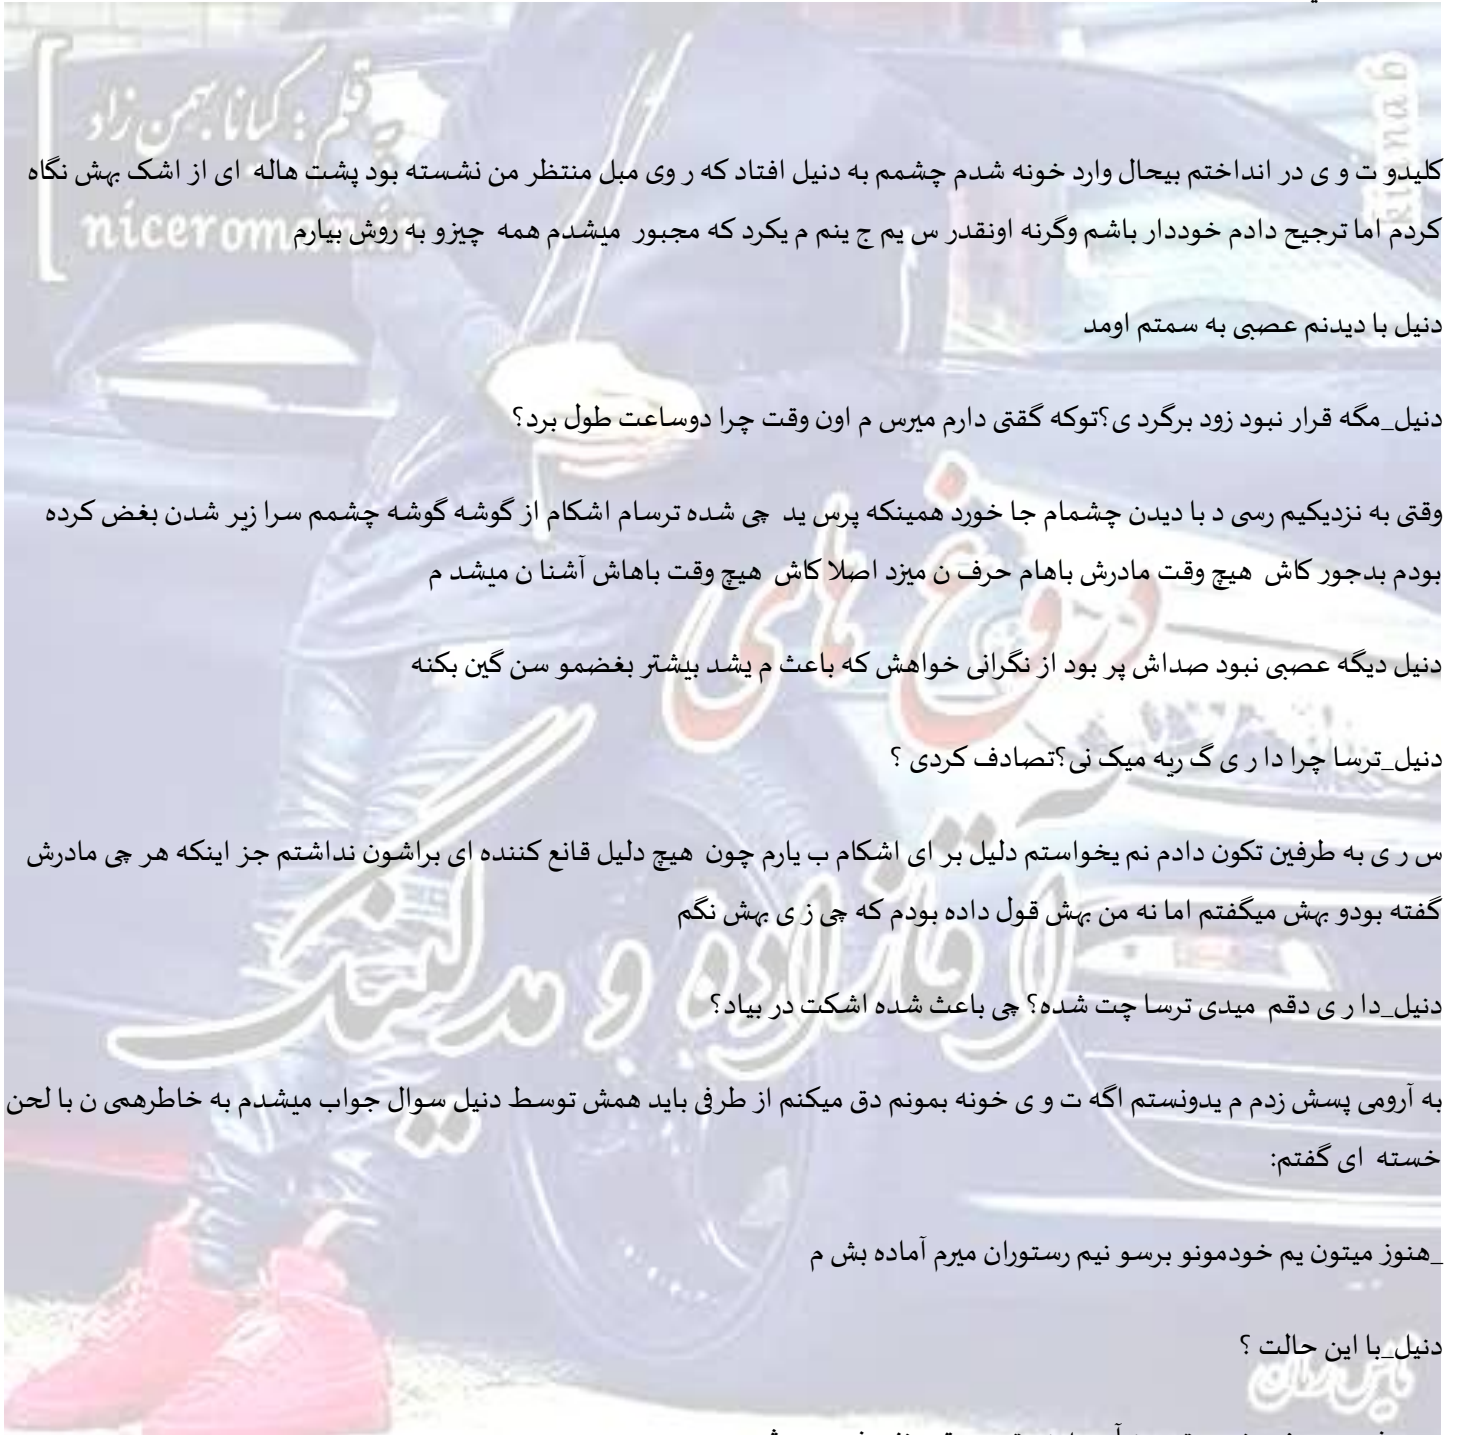 به قلم : کیانا بهمن زاد
niceroman.ir
کلیدو ت و ی در انداختم بیحال وارد خونه شدم چشمم به دنیل افتاد که ر وی مبل منتظر من نشسته بود پشت هاله ای از اشک بهش نگاه
کردم اما ترجیح دادم خوددار باشم وگرنه اونقدر س یم ج ینم م یکرد که مجبور میشدم همه چیزو به روش بیارم
دنیل با دیدنم عصبی به سمتم اومد
دنیل_مگه قرار نبود زود برگرد ی؟توکه گفتی دارم میرس م اون وقت چرا دوساعت طول برد؟
وقتی به نزدیکیم رسی د با دیدن چشمام جا خورد همینکه پرس ید چی شده ترسام اشکام از گوشه گوشه چشمم سرا زیر شدن بغض کرده
بودم بدجور کاش هیچ وقت مادرش باهام حرف ن میزد اصلا کاش هیچ وقت باهاش آشنا ن میشد م
دنیل دیگه عصبی نبود صداش پر بود از نگرانی خواهش که باعث م یشد بیشتر بغضمو سن گین بکنه
دنیل_ترسا چرا دا ر ی گ ریه میک نی؟تصادف کردی ؟
س ر ی به طرفین تکون دادم نم یخواستم دلیل بر ای اشکام ب یارم چون هیچ دلیل قانع کننده ای براشون نداشتم جز اینکه هر چی مادرش
گفته بودو بهش میگفتم اما نه من بهش قول داده بودم که چی ز ی بهش نگم
دنیل_دا ر ی دقم میدی ترسا چت شده؟ چی باعث شده اشکت در بیاد؟
به آرومی پسش زدم م یدونستم اگه ت و ی خونه بمونم دق میکنم از طرفی باید همش توسط دنیل سوال جواب میشدم به خاطرهمی ن با لحن
خسته ای گفتم:
_هنوز میتون یم خودمونو برسو نیم رستوران میرم آماده بش م
دنیل_با این حالت ؟
دروغ های
آقازاده و مدلینگ
نایس رمان